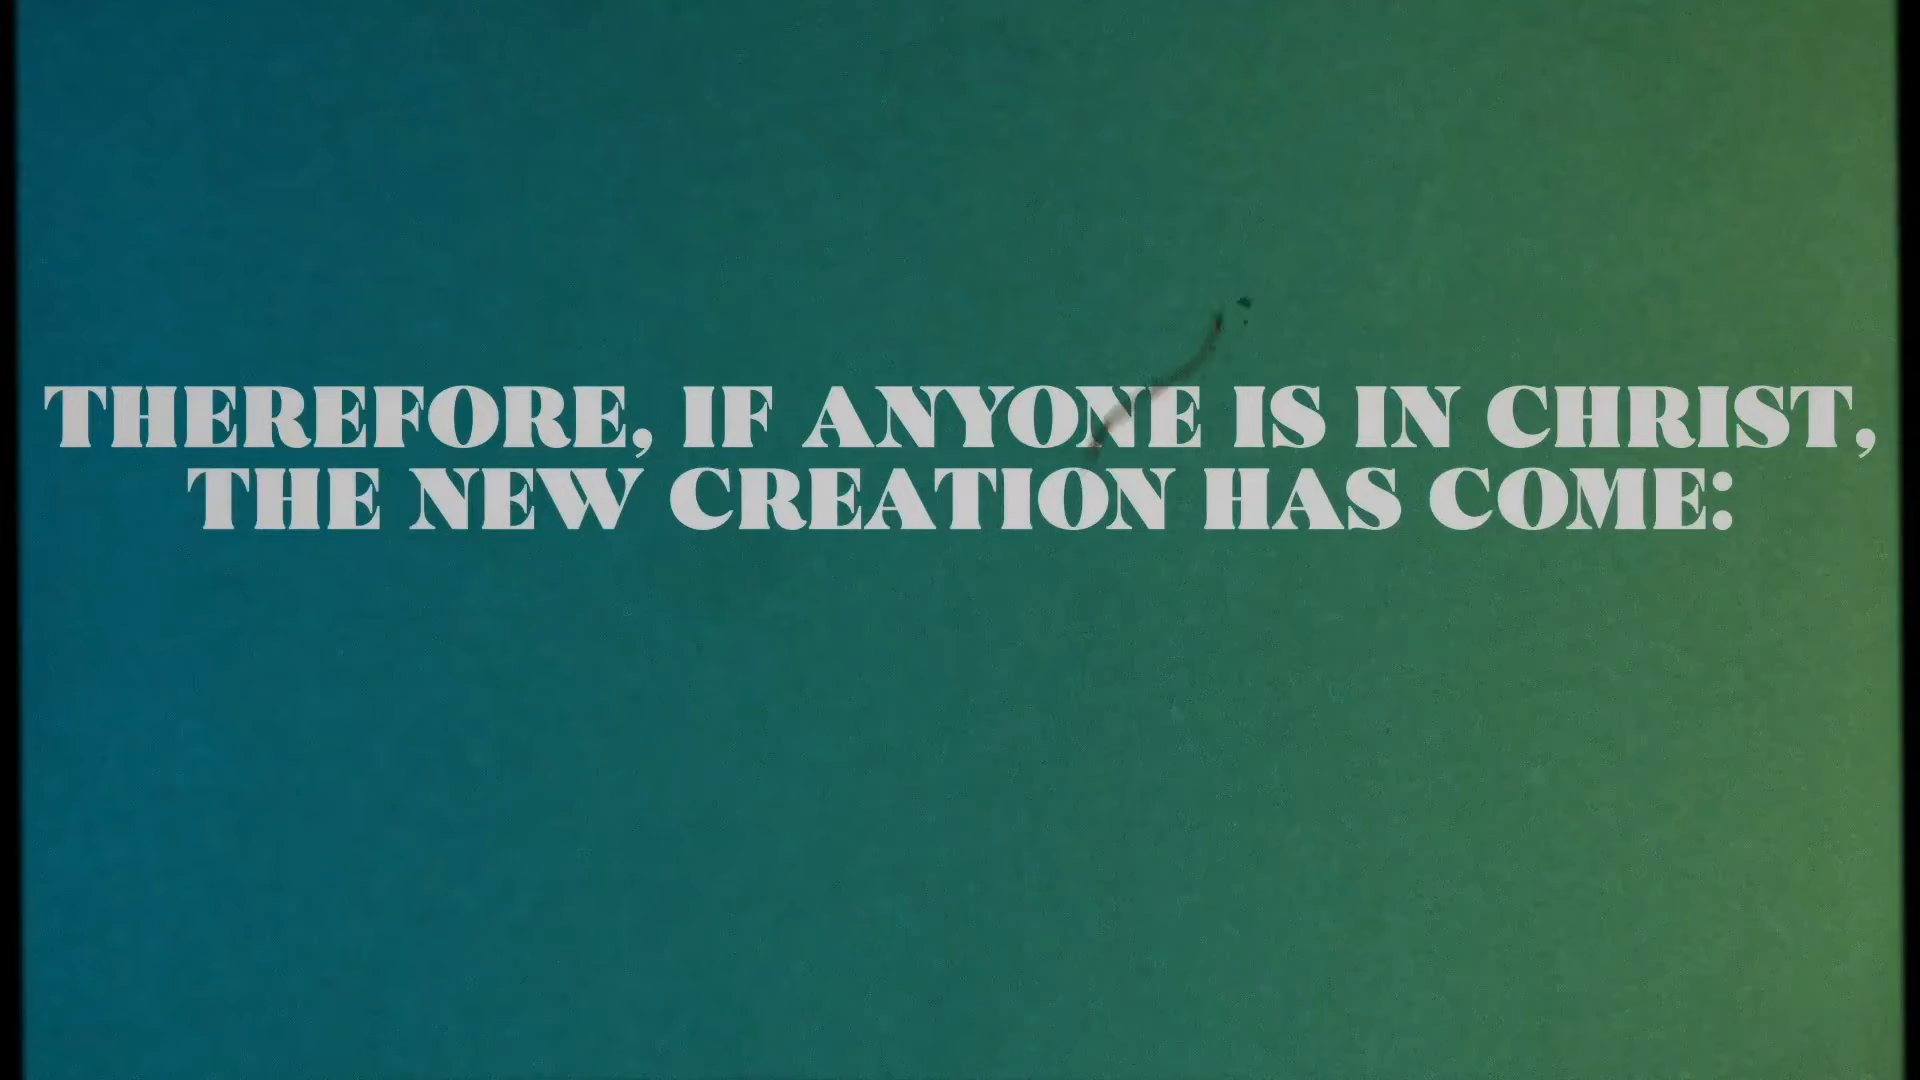 THEREFORE, IF ANYONE IS IN CHRIST,
THE NEW CREATION HAS COME: